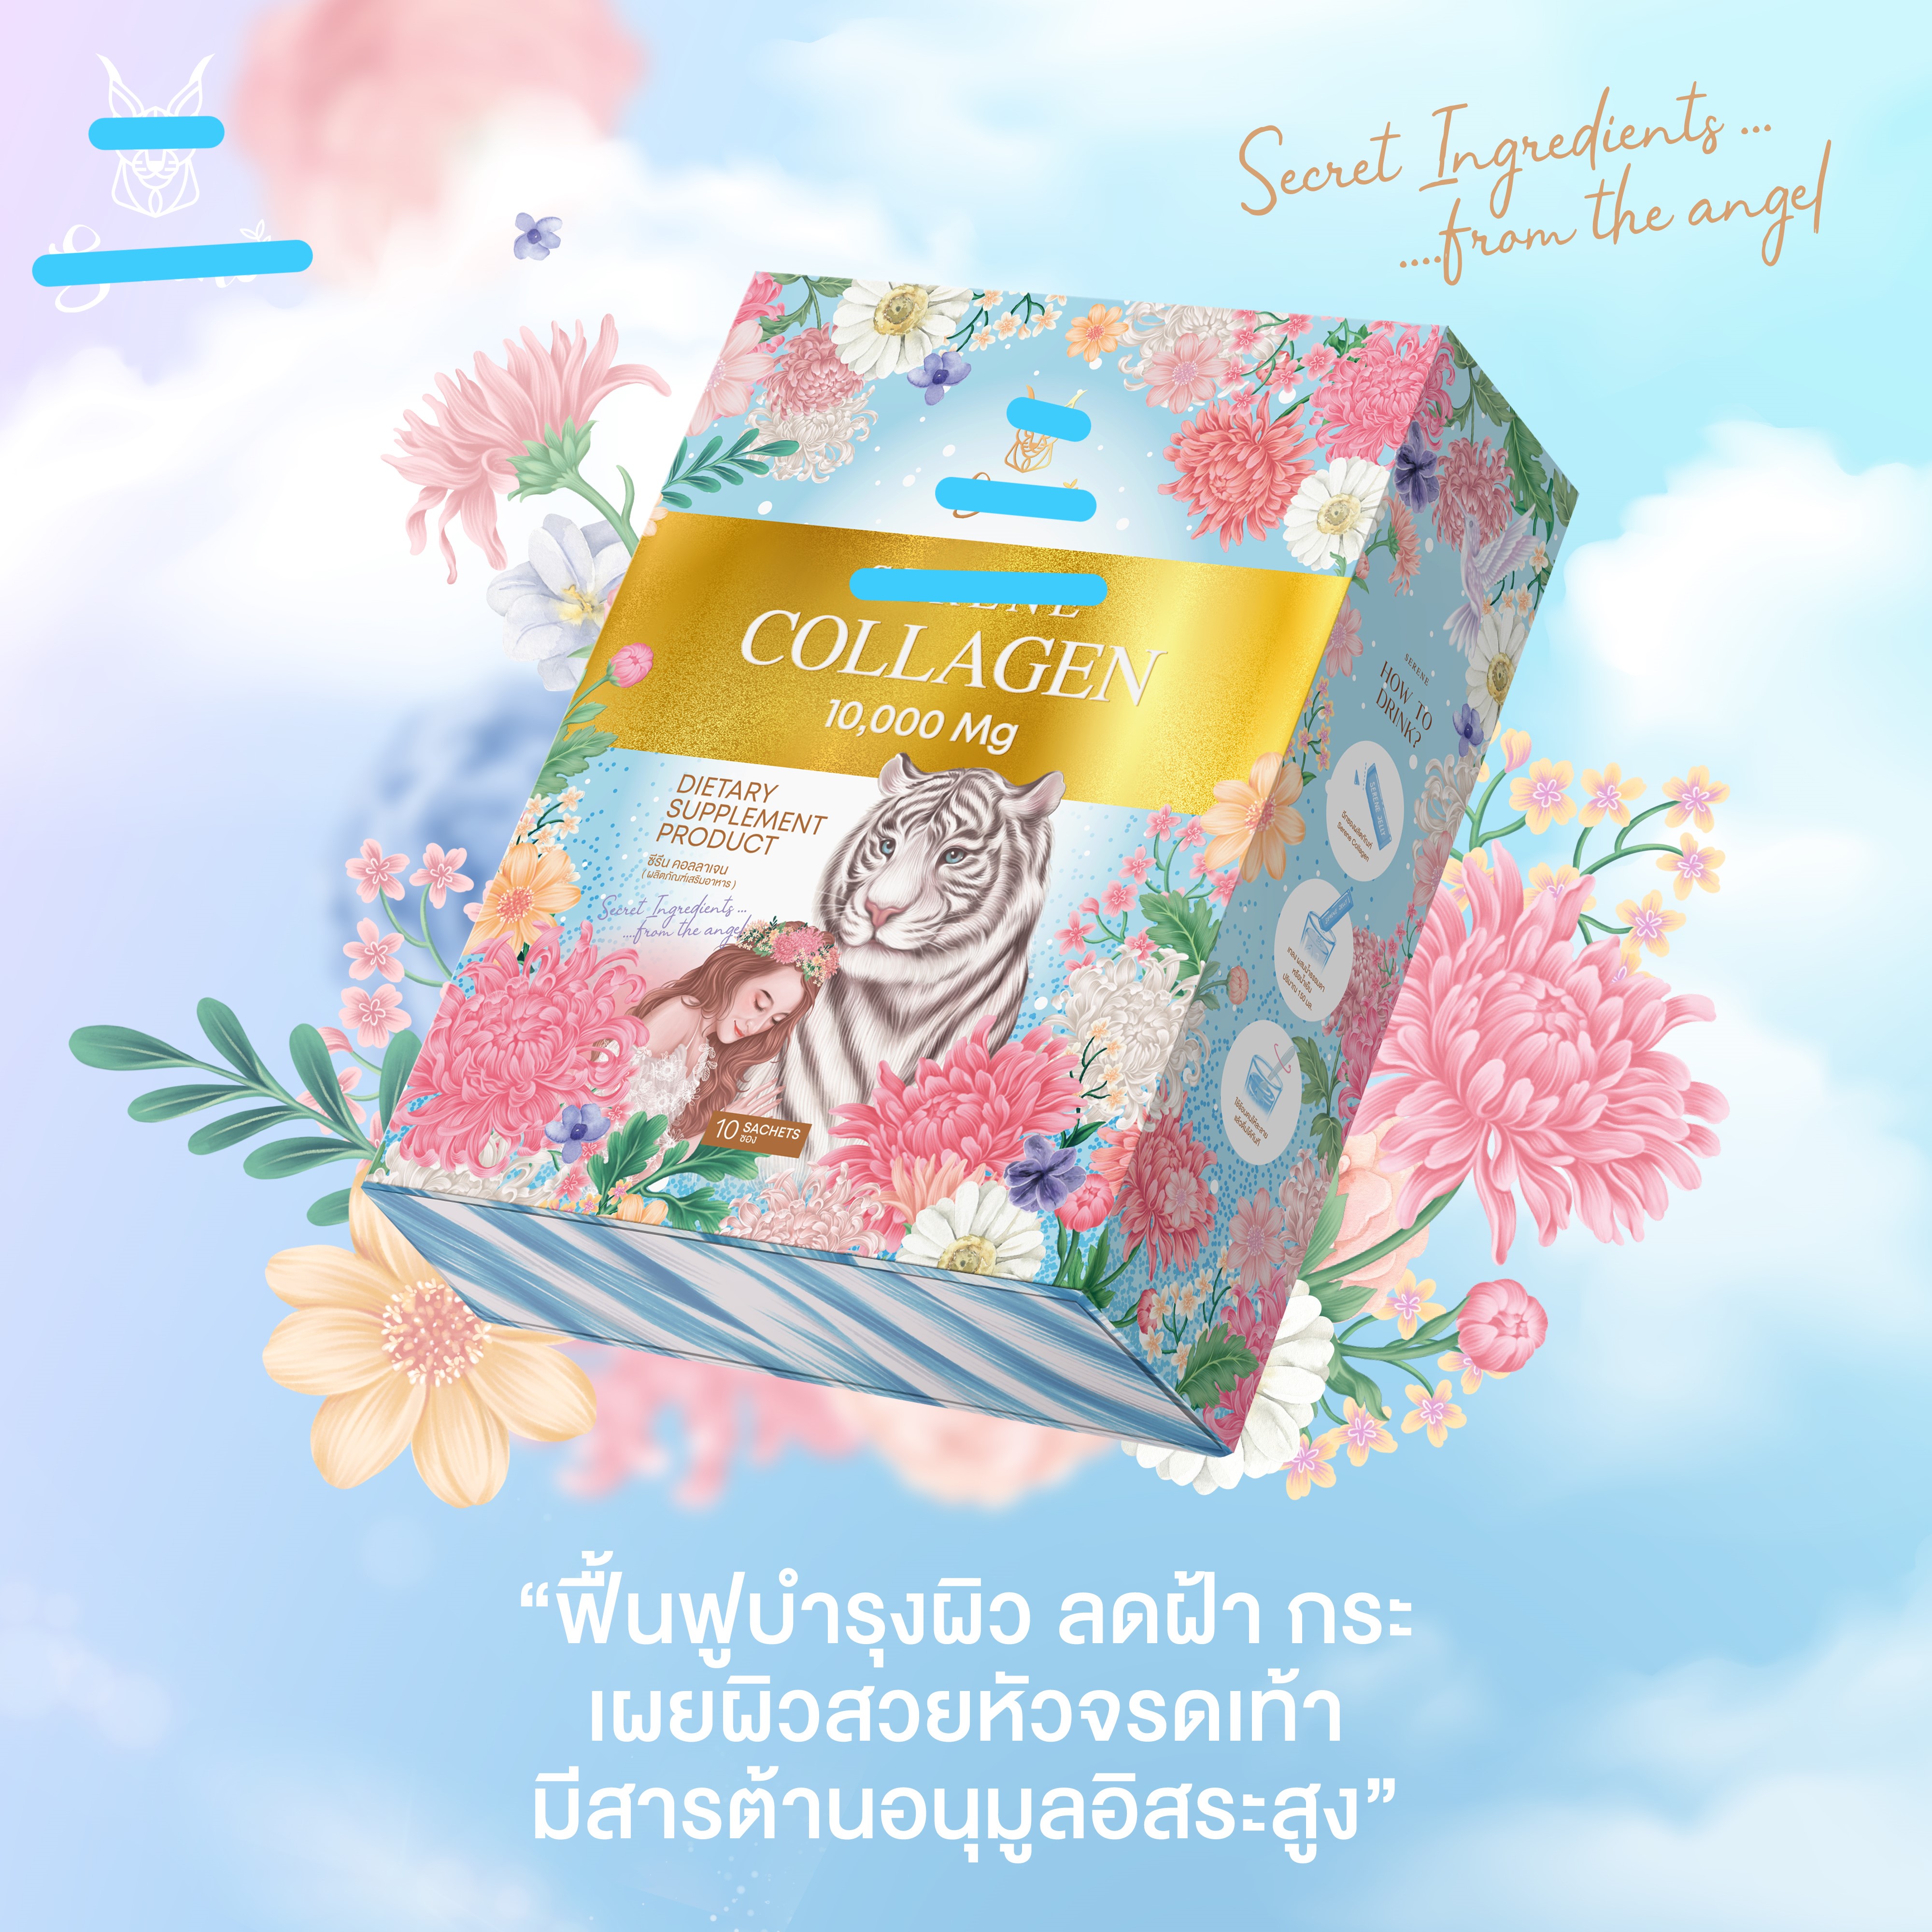 Secret Ingredients ...
....from the angel
COLLAGEN
10,000 Mg
DIETARY
SUPPLEMENT
PRODUCT
ซีรีน คอลลาเจน
(ผลิตภัณฑ์เสริมอาหาร)
Secret Ingredients ...
....from the angel
10 SACHETS
ซอง
SERENE
HOW TO
DRINK?
Serene Collagen
“ฟื้นฟูบำรุงผิว ลดฝ้า กระ
เผยผิวสวยหัวจรดเท้า
มีสารต้านอนุมูลอิสระสูง”